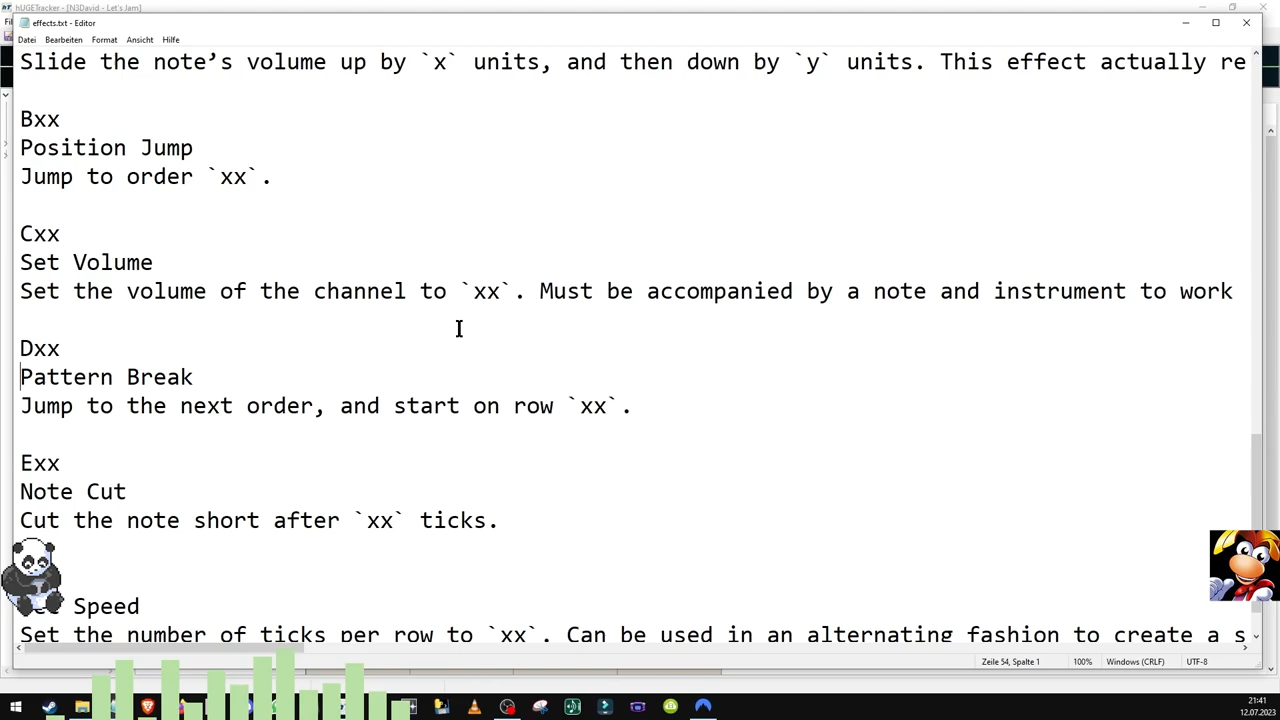 hUGETracker - [N3David - Let's Jam]
effects.txt - Editor
Datei Bearbeiten Format Ansicht Hilfe
Slide the note’s volume up by `x` units, and then down by `y` units. This effect actually re
Bxx
Position Jump
Jump to order `xx`.
Cxx
Set Volume
Set the volume of the channel to `xx`. Must be accompanied by a note and instrument to work
Dxx
Pattern Break
Jump to the next order, and start on row `xx`.
Exx
Note Cut
Cut the note short after `xx` ticks.
Speed
Set the number of ticks per row to `xx`. Can be used in an alternating fashion to create a s
Zeile 54, Spalte 1 100% Windows (CRLF) UTF-8
21:41
12.07.2023